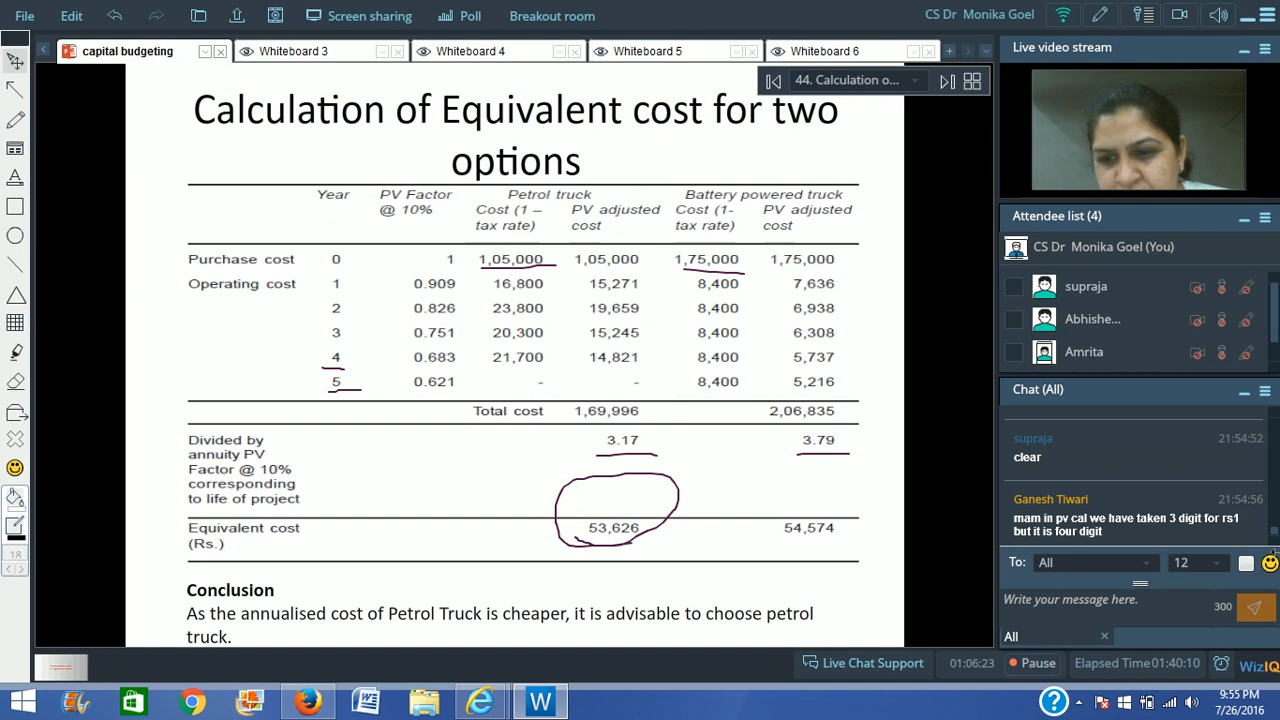 File Edit Screen sharing Poll Breakout room CS Dr Monika Goel
capital budgeting Whiteboard 3 Whiteboard 4 Whiteboard 5 Whiteboard 6
44. Calculation o...
Calculation of Equivalent cost for two
options
Year PV Factor Petrol truck Battery powered truck
@ 10% Cost (1 – PV adjusted Cost (1- PV adjusted
tax rate) cost tax rate) cost
Purchase cost 0 1 1,05,000 1,05,000 1,75,000 1,75,000
Operating cost 1 0.909 16,800 15,271 8,400 7,636
2 0.826 23,800 19,659 8,400 6,938
3 0.751 20,300 15,245 8,400 6,308
4 0.683 21,700 14,821 8,400 5,737
5 0.621 - - 8,400 5,216
Total cost 1,69,996 2,06,835
Divided by 3.17 3.79
annuity PV
Factor @ 10%
corresponding
to life of project
Equivalent cost 53,626 54,574
(Rs.)
Conclusion
As the annualised cost of Petrol Truck is cheaper, it is advisable to choose petrol
truck.
Live video stream
Attendee list (4)
CS Dr Monika Goel (You)
supraja
Abhishe...
Amrita
Chat (All)
supraja 21:54:52
clear
Ganesh Tiwari 21:54:56
mam in pv cal we have taken 3 digit for rs1
but it is four digit
To: All 12
Write your message here.
300
All
18
Live Chat Support 01:06:23 Pause Elapsed Time 01:40:10 WizIQ
9:55 PM
7/26/2016